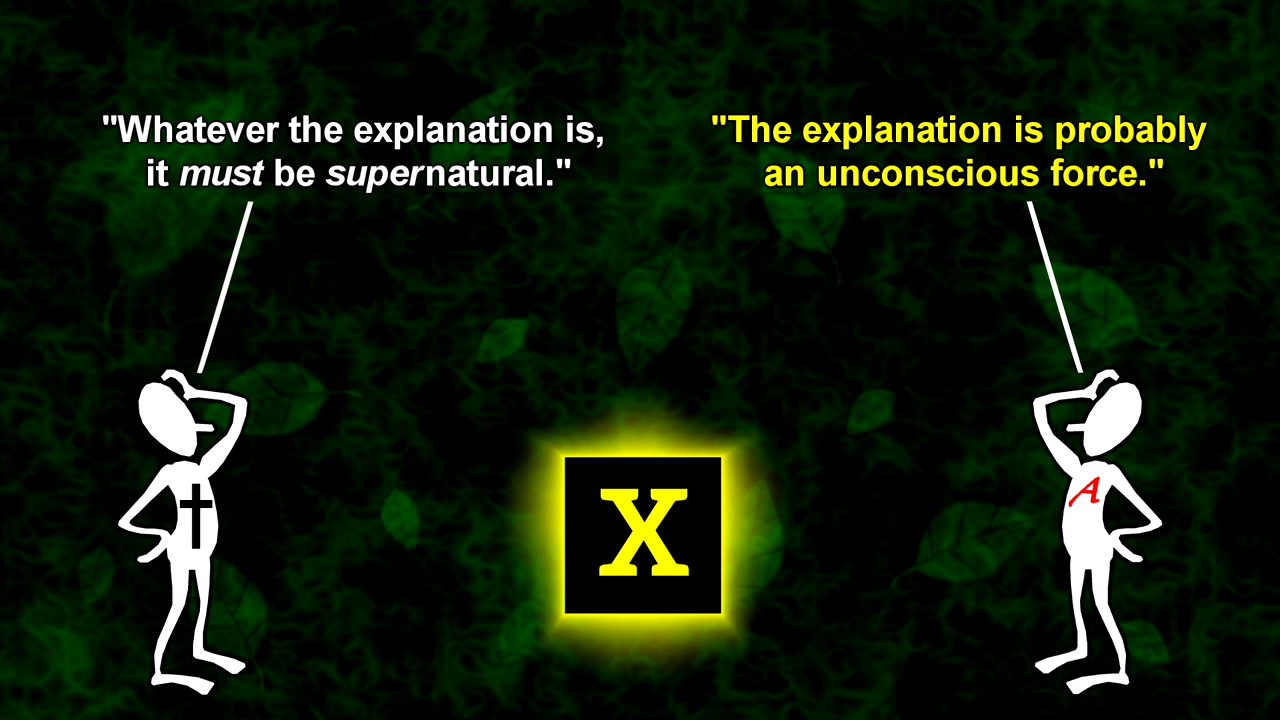 "Whatever the explanation is,
it must be supernatural."
"The explanation is probably
an unconscious force."
X
A